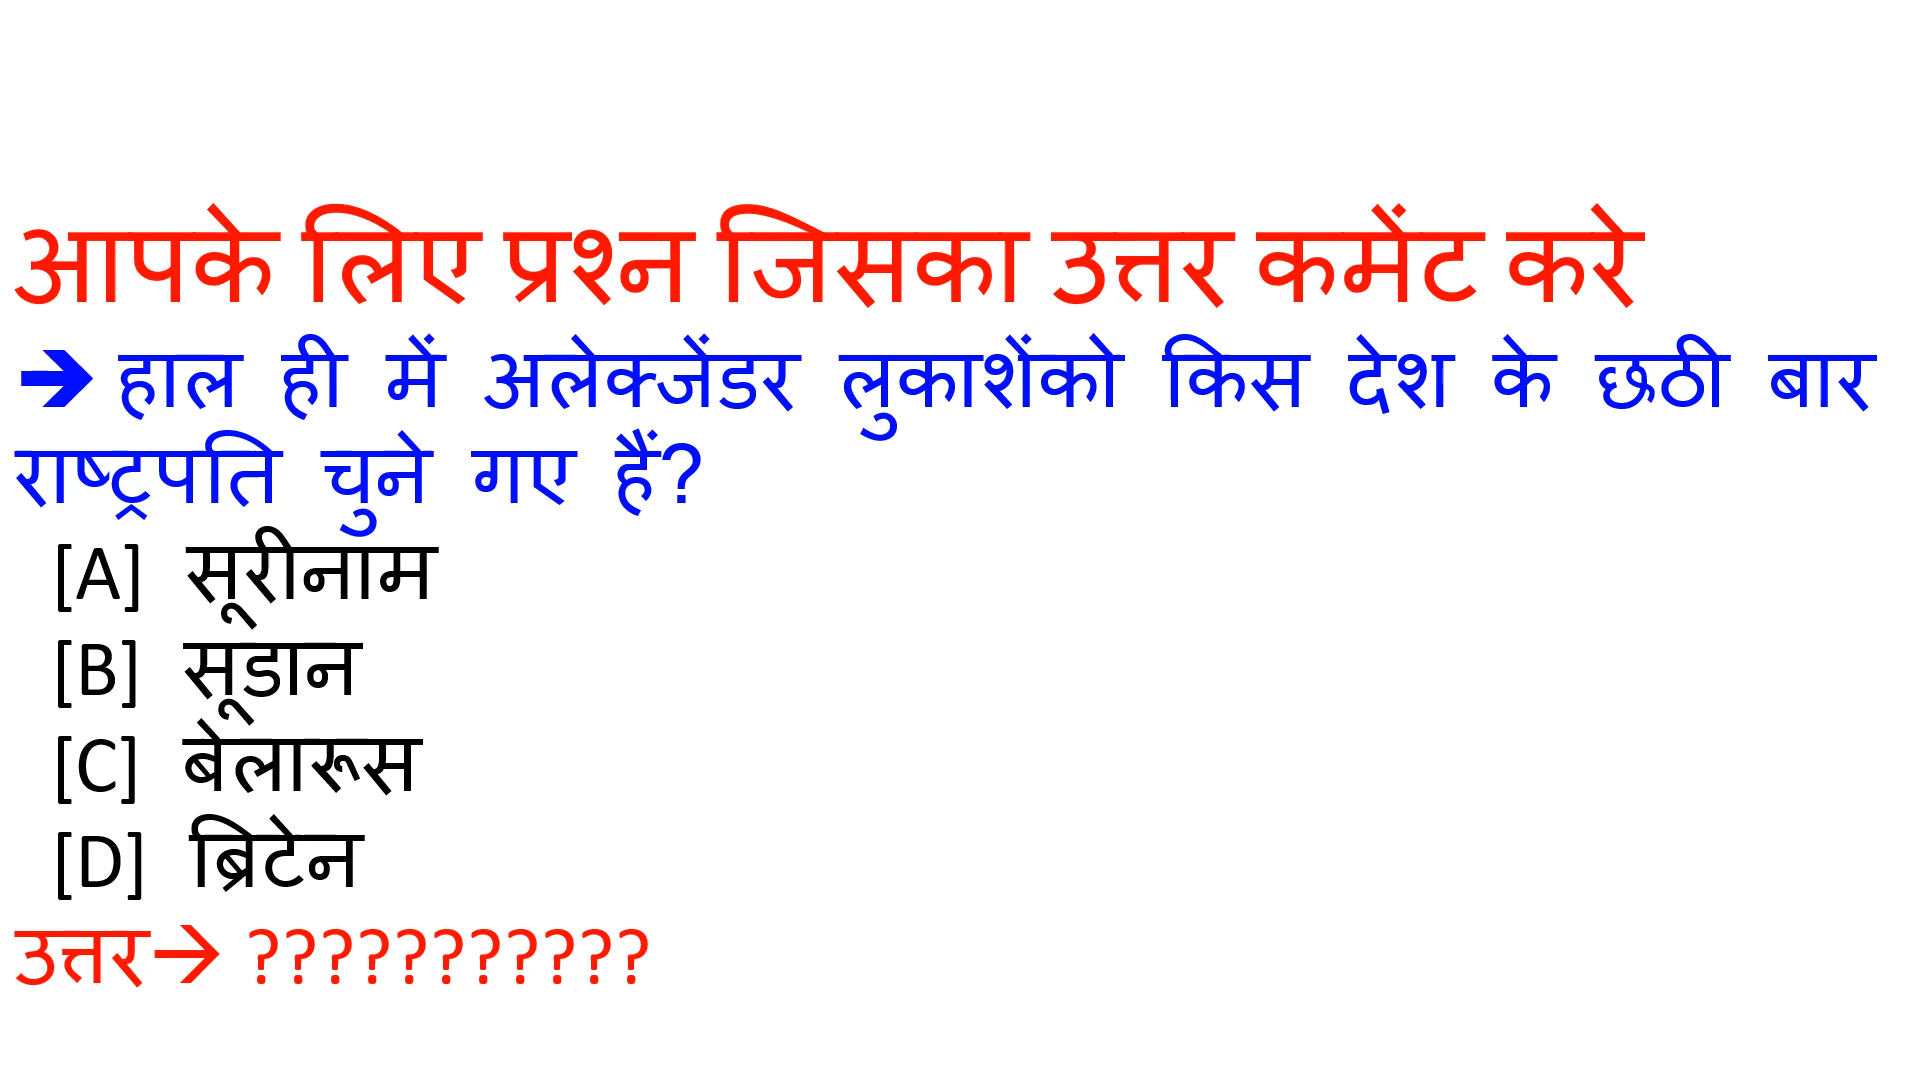 आपके लिए प्रश्न जिसका उत्तर कमेंट करे
➔ हाल ही में अलेक्जेंडर लुकाशेंको किस देश के छठी बार
राष्ट्रपति चुने गए हैं?
[A] सूरीनाम
[B] सूडान
[C] बेलारूस
[D] ब्रिटेन
उत्तर→ ???????????